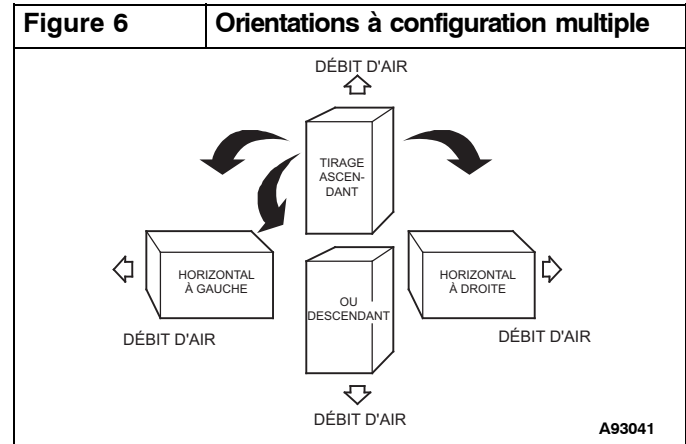 Figure 6 Orientations à configuration multiple
DÉBIT D'AIR
TIRAGE
ASCEN-
DANT
HORIZONTAL
À GAUCHE
DÉBIT D'AIR
OU
DESCENDANT
DÉBIT D'AIR
HORIZONTAL
À DROITE
DÉBIT D'AIR
A93041